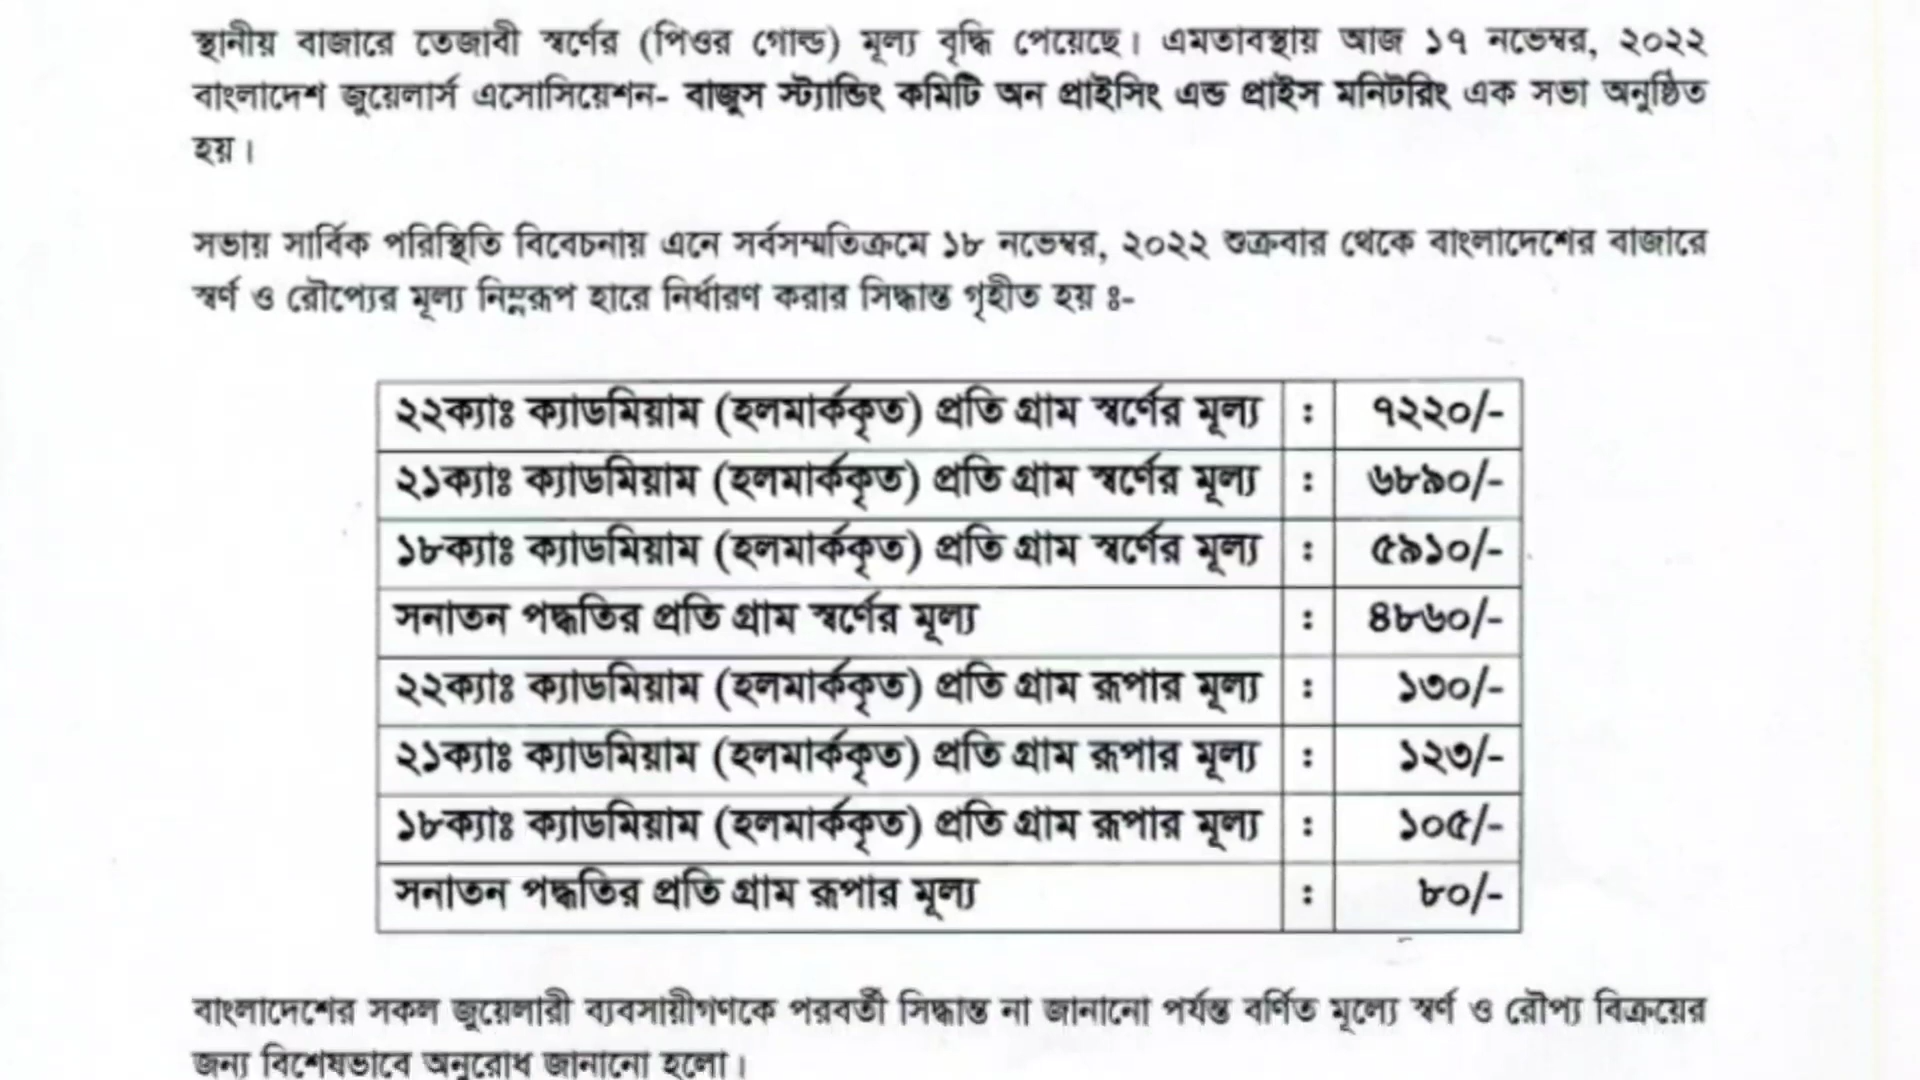 স্থানীয় বাজারে তেজাবী স্বর্ণের (পিওর গোল্ড) মূল্য বৃদ্ধি পেয়েছে। এমতাবস্থায় আজ ১৭ নভেম্বর, ২০২২
বাংলাদেশ জুয়েলার্স এসোসিয়েশন- বাজুস স্ট্যান্ডিং কমিটি অন প্রাইসিং এন্ড প্রাইস মনিটরিং এক সভা অনুষ্ঠিত
হয়।
সভায় সার্বিক পরিস্থিতি বিবেচনায় এনে সর্বসম্মতিক্রমে ১৮ নভেম্বর, ২০২২ শুক্রবার থেকে বাংলাদেশের বাজারে
স্বর্ণ ও রৌপ্যের মূল্য নিম্নরূপ হারে নির্ধারণ করার সিদ্ধান্ত গৃহীত হয় ঃ-
২২ক্যাঃ ক্যাডমিয়াম (হলমার্ককৃত) প্রতি গ্রাম স্বর্ণের মূল্য : ৭২২০/-
২১ক্যাঃ ক্যাডমিয়াম (হলমার্ককৃত) প্রতি গ্রাম স্বর্ণের মূল্য : ৬৮৯০/-
১৮ক্যাঃ ক্যাডমিয়াম (হলমার্ককৃত) প্রতি গ্রাম স্বর্ণের মূল্য : ৫৯১০/-
সনাতন পদ্ধতির প্রতি গ্রাম স্বর্ণের মূল্য : ৪৮৬০/-
২২ক্যাঃ ক্যাডমিয়াম (হলমার্ককৃত) প্রতি গ্রাম রূপার মূল্য : ১৩০/-
২১ক্যাঃ ক্যাডমিয়াম (হলমার্ককৃত) প্রতি গ্রাম রূপার মূল্য : ১২৩/-
১৮ক্যাঃ ক্যাডমিয়াম (হলমার্ককৃত) প্রতি গ্রাম রূপার মূল্য : ১০৫/-
সনাতন পদ্ধতির প্রতি গ্রাম রূপার মূল্য : ৮০/-
বাংলাদেশের সকল জুয়েলারী ব্যবসায়ীগণকে পরবর্তী সিদ্ধান্ত না জানানো পর্যন্ত বর্ণিত মূল্যে স্বর্ণ ও রৌপ্য বিক্রয়ের
জন্য বিশেষভাবে অনুরোধ জানানো হলো।